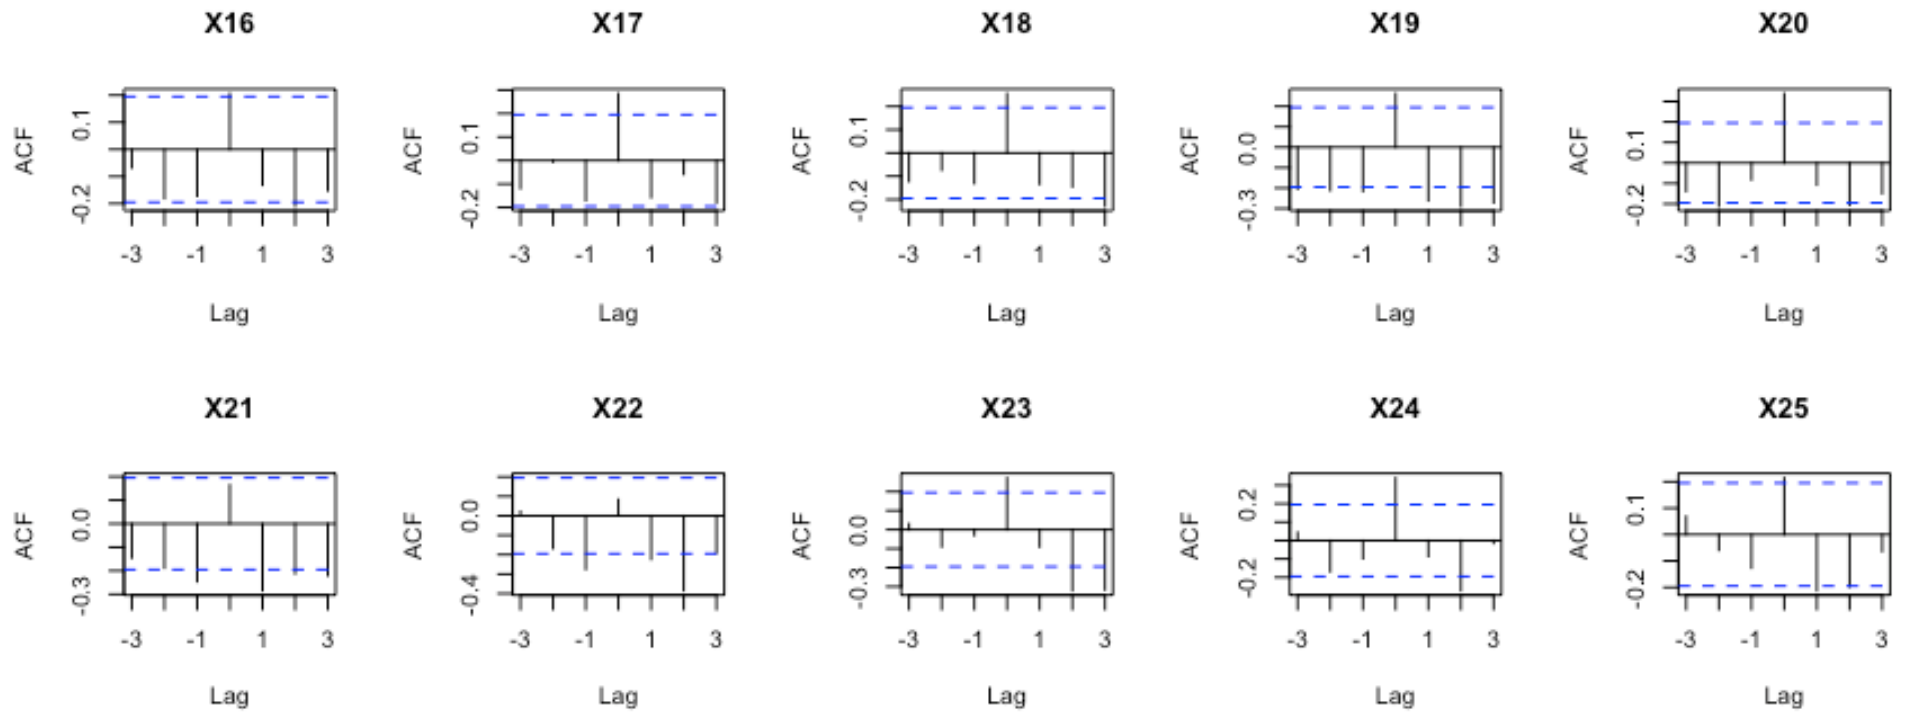 X16 X17 X18 X19 X20
ACF ACF ACF ACF ACF
0.1 0.1 0.1 0.0 0.1
-0.2 -0.2 -0.2 -0.3 -0.2
-3 -1 1 3 -3 -1 1 3 -3 -1 1 3 -3 -1 1 3 -3 -1 1 3
Lag Lag Lag Lag Lag
X21 X22 X23 X24 X25
ACF ACF ACF ACF ACF
0.0 0.0 0.0 0.2 0.1
-0.3 -0.4 -0.3 -0.2 -0.2
-3 -1 1 3 -3 -1 1 3 -3 -1 1 3 -3 -1 1 3 -3 -1 1 3
Lag Lag Lag Lag Lag